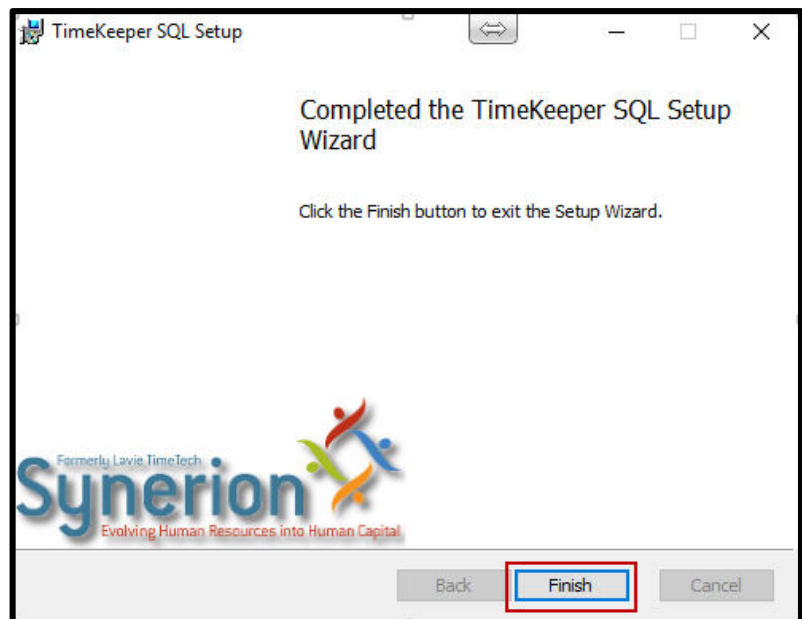 TimeKeeper SQL Setup
Completed the TimeKeeper SQL Setup
Wizard
Click the Finish button to exit the Setup Wizard.
Formerly Lavie TimeTech
Synerion
Evolving Human Resources into Human Capital
Back Finish Cancel